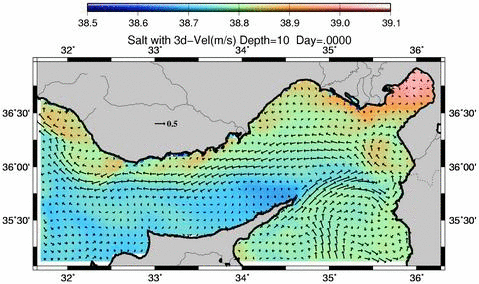 38.5 38.6 38.7 38.8 38.9 39.0 39.1
Salt with 3d-Vel(m/s) Depth=10 Day=.0000
32° 33° 34° 35° 36°
36°30' 36°30'
0.5
36°00' 36°00'
35°30' 35°30'
32° 33° 34° 35° 36°